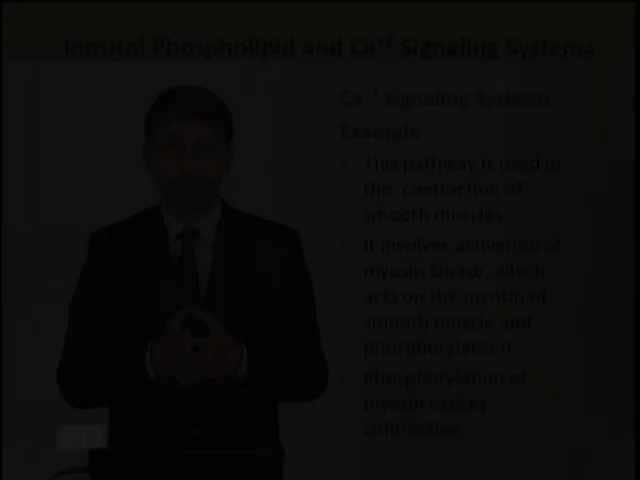 Inositol Phospholipid and Ca⁺² Signaling Systems
Ca⁺² Signaling Systems
Example
• This pathway is used in
the contraction of
smooth muscles.
• It involves activation of
myosin kinase, which
acts on the myosin of
smooth muscle and
phosphorylates it.
• Phosphorylation of
myosin causes
contraction.